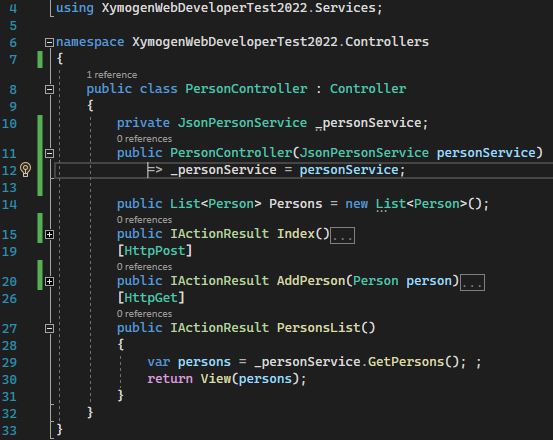 4 using XymogenWebDeveloperTest2022.Services;
5
6 namespace XymogenWebDeveloperTest2022.Controllers
7 {
1 reference
8 public class PersonController : Controller
9 {
10 private JsonPersonService _personService;
0 references
11 public PersonController(JsonPersonService personService)
12 => _personService = personService;
13
14 public List<Person> Persons = new List<Person>();
0 references
15 public IActionResult Index()...
19 [HttpPost]
0 references
20 public IActionResult AddPerson(Person person)...
26 [HttpGet]
0 references
27 public IActionResult PersonsList()
28 {
29 var persons = _personService.GetPersons(); ;
30 return View(persons);
31 }
32 }
33 }